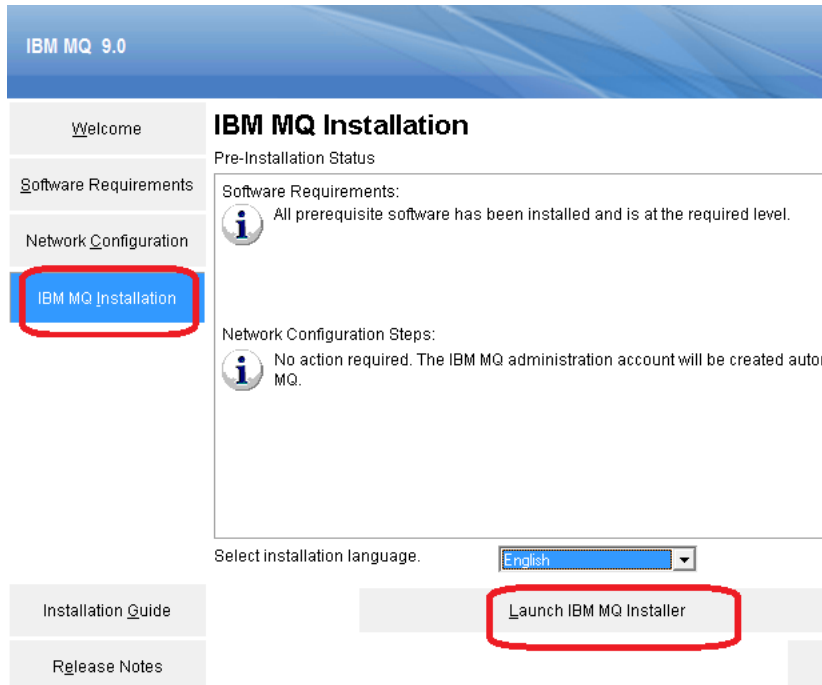 IBM MQ 9.0
Welcome
Software Requirements
Network Configuration
IBM MQ Installation
IBM MQ Installation
Pre-Installation Status
Software Requirements:
All prerequisite software has been installed and is at the required level.
Network Configuration Steps:
No action required. The IBM MQ administration account will be created
MQ.
Select installation language.
English
Installation Guide
Launch IBM MQ Installer
Release Notes